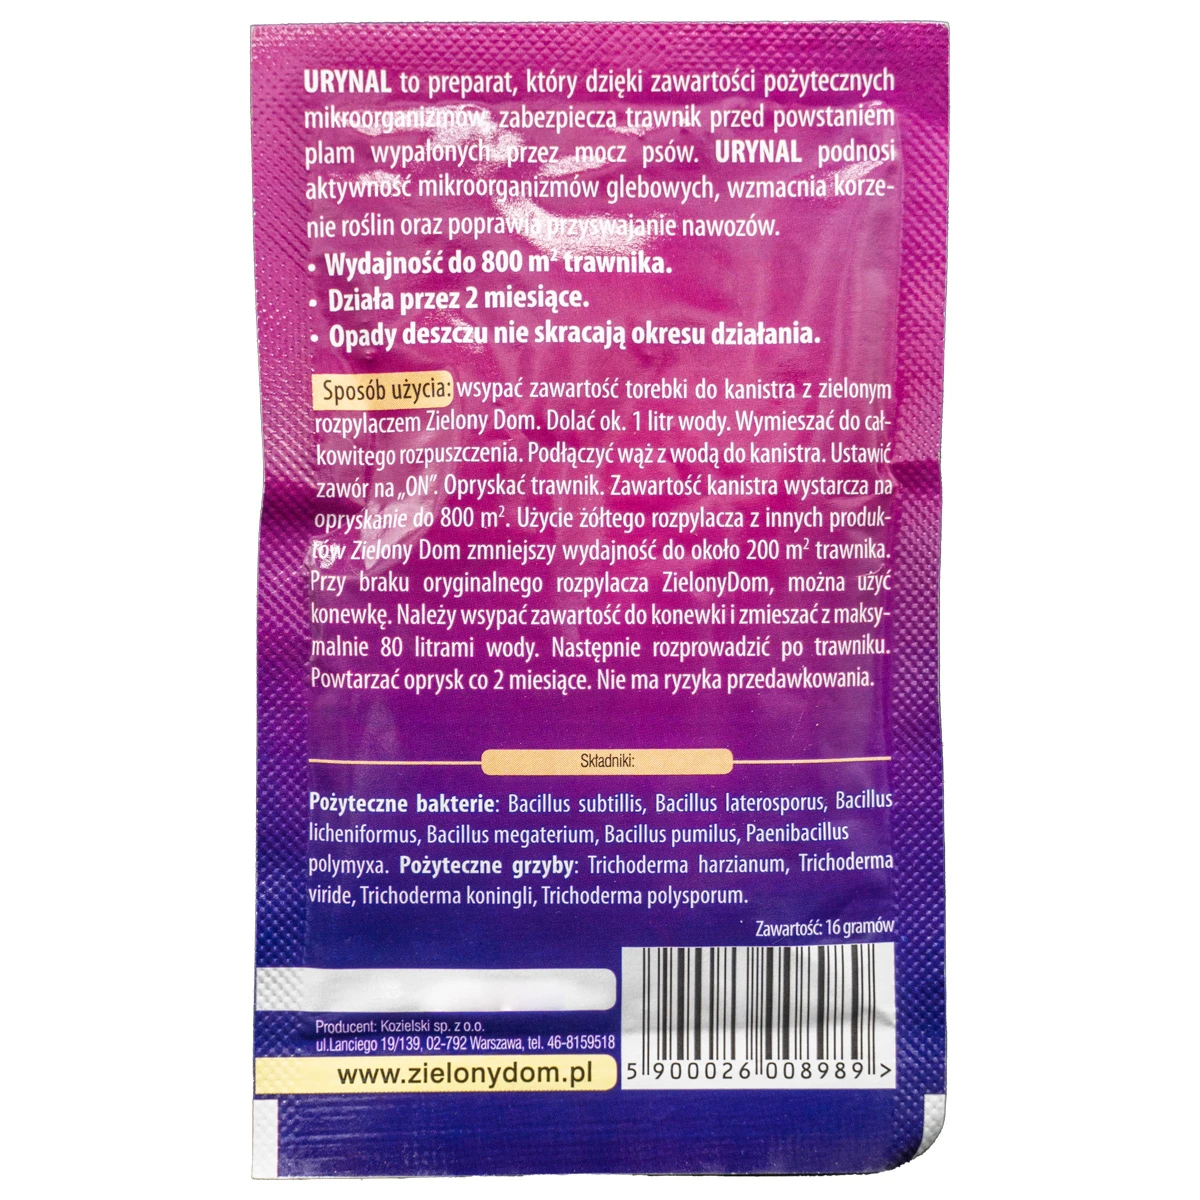 URYNAL to preparat, który dzięki zawartości pożytecznych
mikroorganizmów, zabezpiecza trawnik przed powstaniem
plam wypalonych przez mocz psów. URYNAL podnosi
aktywność mikroorganizmów glebowych, wzmacnia korze-
nie roślin oraz poprawia przyswajanie nawozów.
• Wydajność do 800 m² trawnika.
• Działa przez 2 miesiące.
• Opady deszczu nie skracają okresu działania.
Sposób użycia: wsypać zawartość torebki do kanistra z zielonym
rozpylaczem Zielony Dom. Dolać ok. 1 litr wody. Wymieszać do cał-
kowitego rozpuszczenia. Podłączyć wąż z wodą do kanistra. Ustawić
zawór na „ON”. Opryskać trawnik. Zawartość kanistra wystarcza na
opryskanie do 800 m². Użycie żółtego rozpylacza z innych produk-
tów Zielony Dom zmniejszy wydajność do około 200 m² trawnika.
Przy braku oryginalnego rozpylacza ZielonyDom, można użyć
konewkę. Należy wsypać zawartość do konewki i zmieszać z maksy-
malnie 80 litrami wody. Następnie rozprowadzić po trawniku.
Powtarzać oprysk co 2 miesiące. Nie ma ryzyka przedawkowania.
Składniki:
Pożyteczne bakterie: Bacillus subtillis, Bacillus laterosporus, Bacillus
licheniformus, Bacillus megaterium, Bacillus pumilus, Paenibacillus
polymyxa. Pożyteczne grzyby: Trichoderma harzianum, Trichoderma
viride, Trichoderma koningli, Trichoderma polysporum.
Zawartość: 16 gramów
Producent: Kozielski sp. z o.o.
ul.Lanciego 19/139, 02-792 Warszawa, tel. 46-8159518
www.zielonydom.pl
5 900026 008989 >